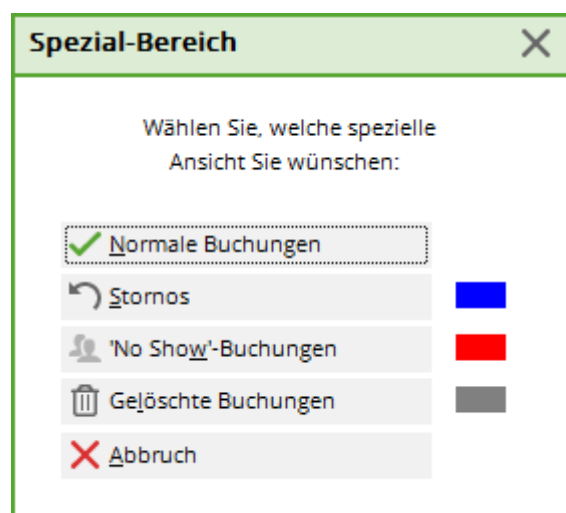 Spezial-Bereich
Wählen Sie, welche spezielle
Ansicht Sie wünschen:
Normale Buchungen
Stornos
'No Show'-Buchungen
Gelöschte Buchungen
Abbruch